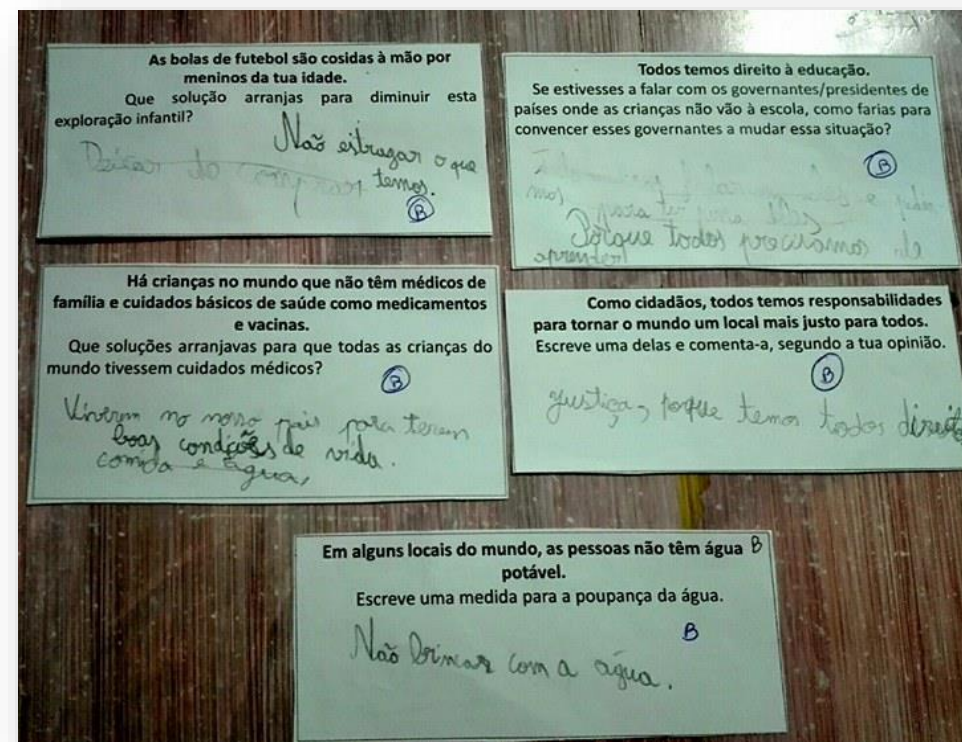 As bolas de futebol são cosidas à mão por
meninos da tua idade.
Que solução arranjas para diminuir esta
exploração infantil?
Não estragar o que
Deixar de comprar temos.
B
Todos temos direito à educação.
Se estivesses a falar com os governantes/presidentes de
países onde as crianças não vão à escola, como farias para
convencer esses governantes a mudar essa situação?
B
mos para ter uma
Porque todos precisamos de
aprender!
Há crianças no mundo que não têm médicos de
família e cuidados básicos de saúde como medicamentos
e vacinas.
Que soluções arranjavas para que todas as crianças do
mundo tivessem cuidados médicos?
B
Viverem no nosso país para terem
boas condições de vida.
comida e água,
Como cidadãos, todos temos responsabilidades
para tornar o mundo um local mais justo para todos.
Escreve uma delas e comenta-a, segundo a tua opinião.
B
justiça, porque temos todos direito
Em alguns locais do mundo, as pessoas não têm água B
potável.
Escreve uma medida para a poupança da água.
B
Não Brincar com a água.